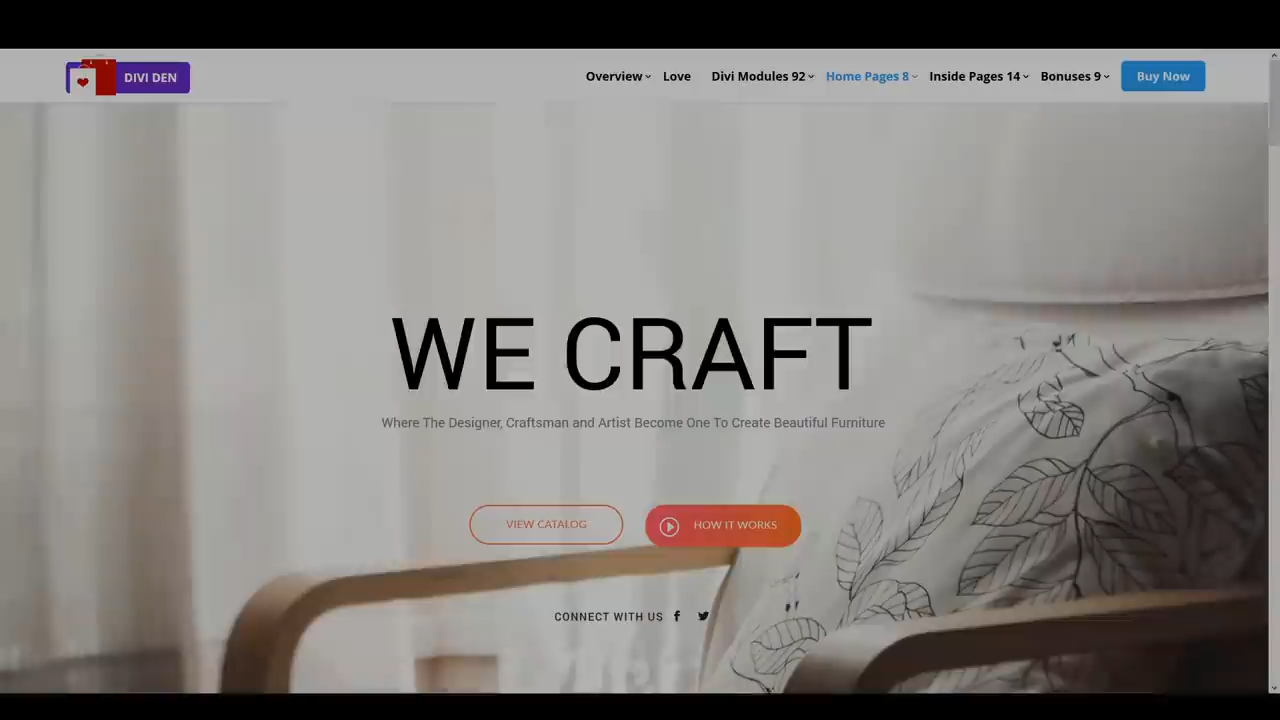 DIVI DEN
Overview
Love
Divi Modules 92
Home Pages 8
Inside Pages 14
Bonuses 9
Buy Now
WE CRAFT
Where The Designer, Craftsman and Artist Become One To Create Beautiful Furniture
VIEW CATALOG
HOW IT WORKS
CONNECT WITH US